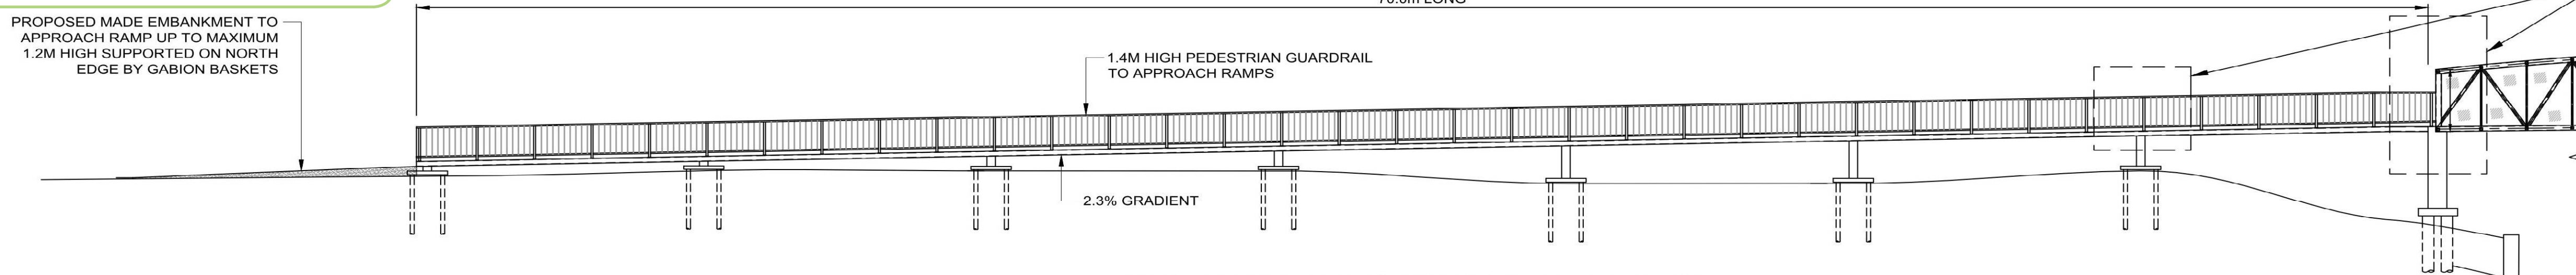 LONG
PROPOSED MADE EMBANKMENT TO
APPROACH RAMP UP TO MAXIMUM
1.2M HIGH SUPPORTED ON NORTH
EDGE BY GABION BASKETS
1.4M HIGH PEDESTRIAN GUARDRAIL
TO APPROACH RAMPS
2.3% GRADIENT